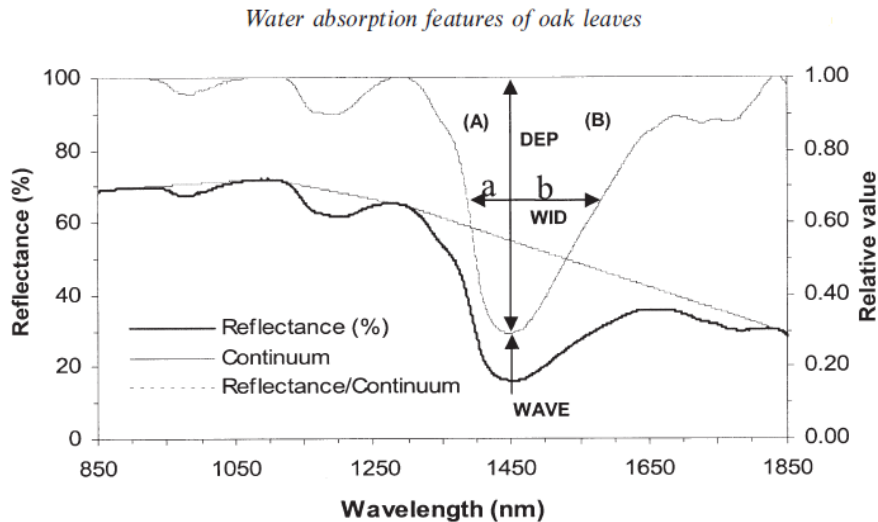 Water absorption features of oak leaves
100
80
60
40
20
0
Reflectance (%)
1.00
0.80
0.60
0.40
0.20
0.00
Relative value
(A)
(B)
DEP
a
b
WID
WAVE
Reflectance (%)
Continuum
Reflectance/Continuum
850
1050
1250
1450
1650
1850
Wavelength (nm)